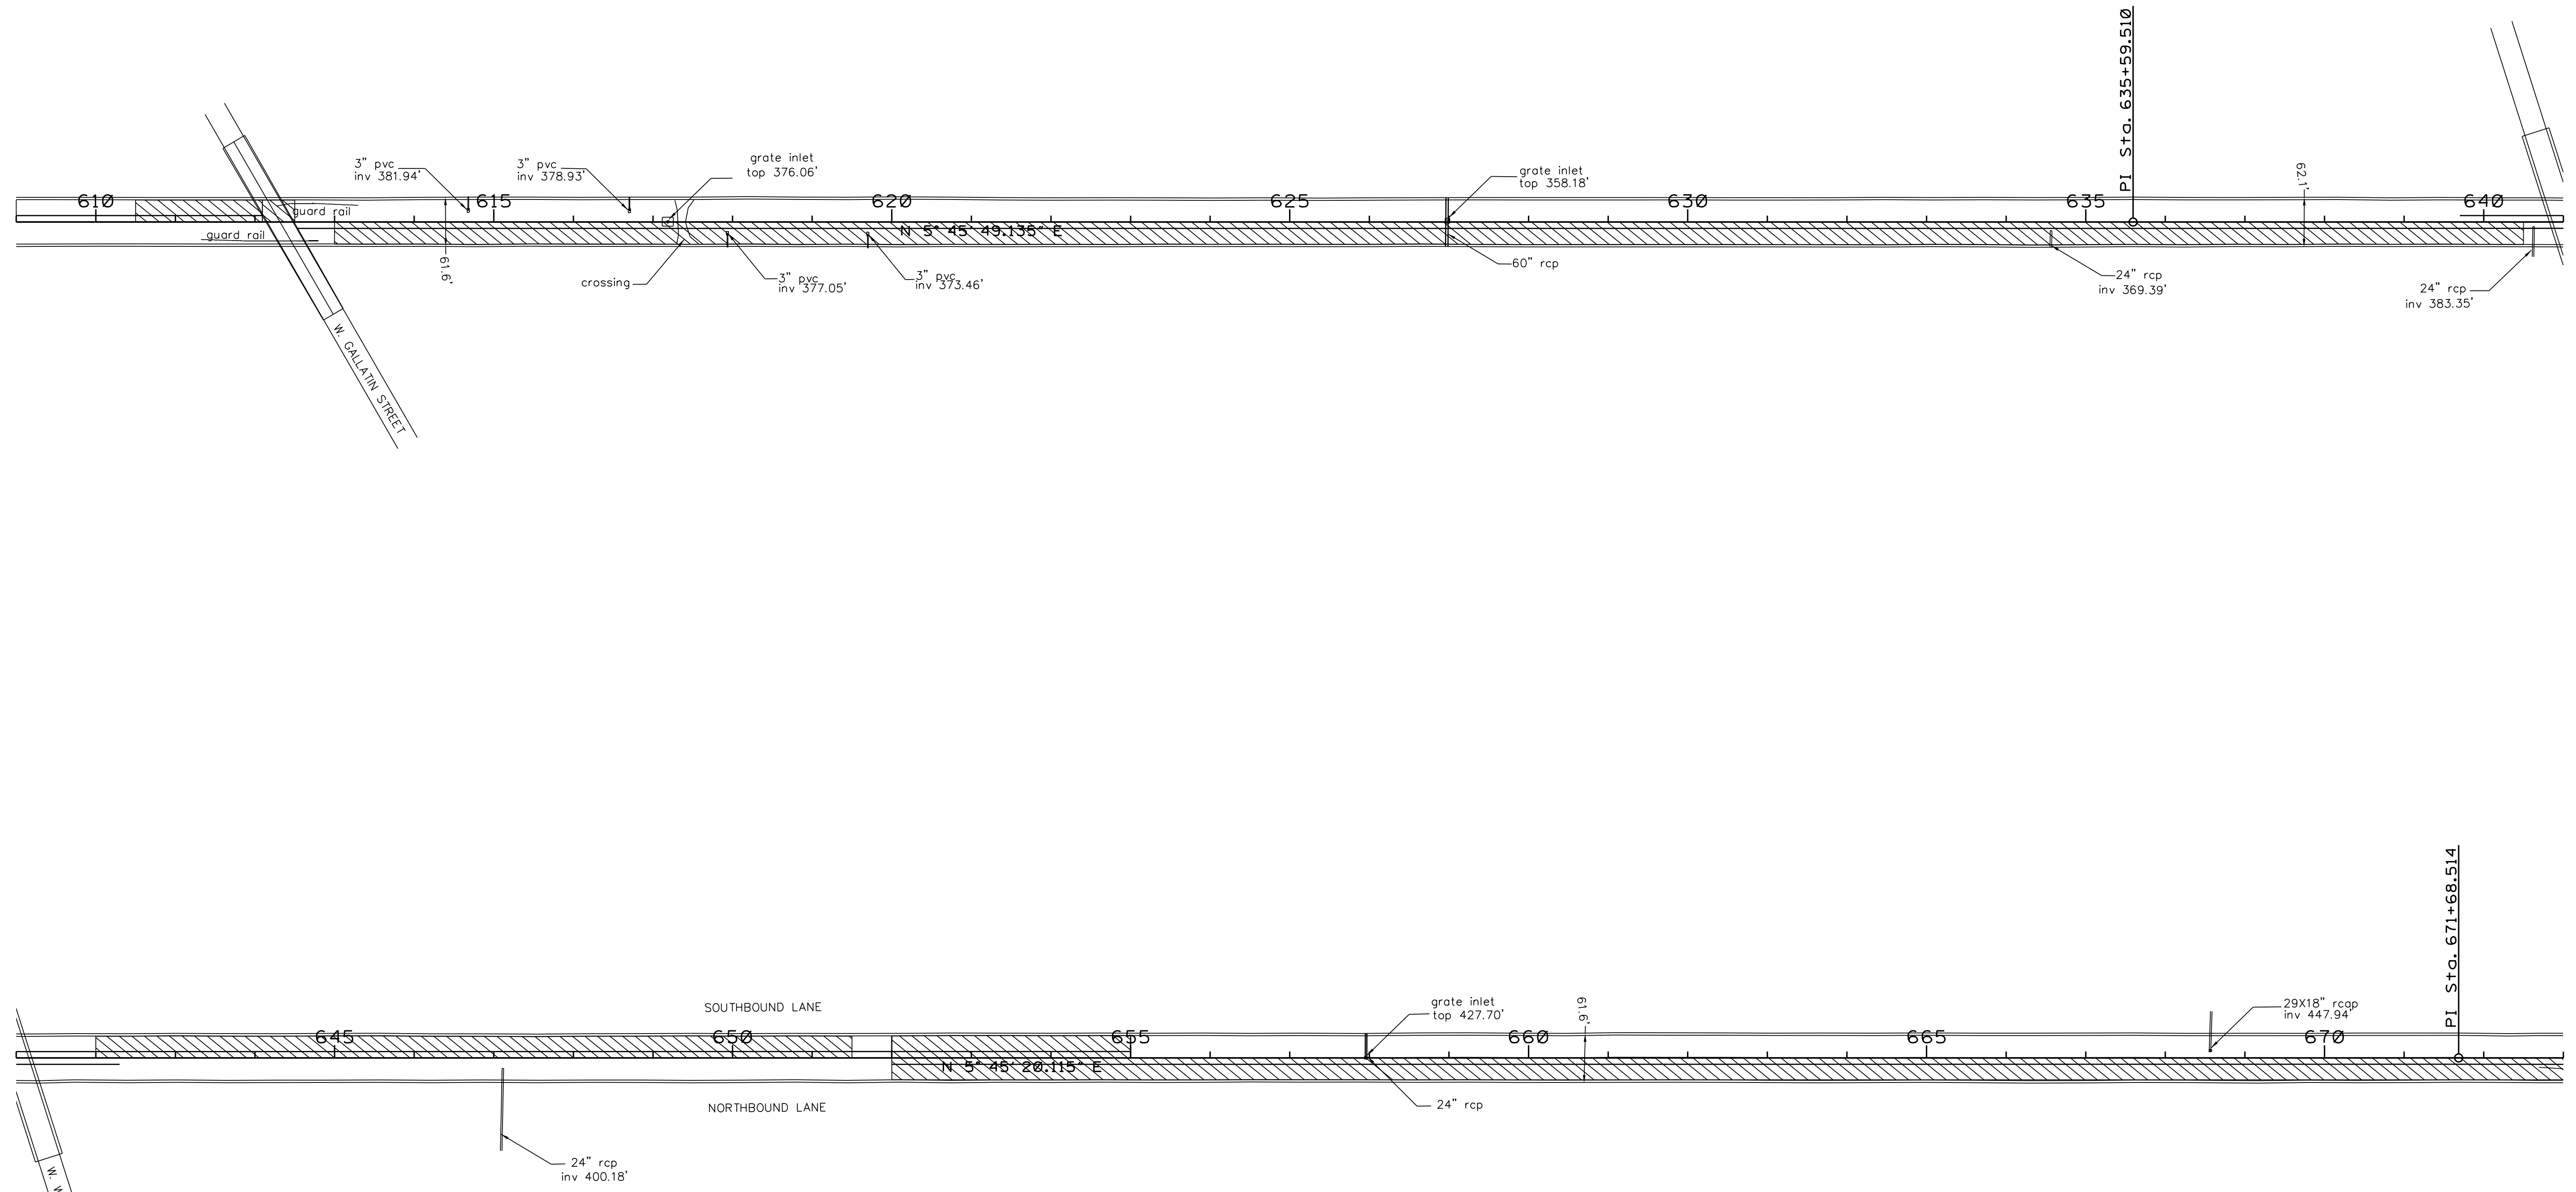 PI Sta. 635+59.510
3" pvc
inv 381.94'
3" pvc
inv 378.93'
grate inlet
top 376.06'
grate inlet
top 358.18'
62.1'
610
615
620
625
630
635
640
guard rail
guard rail
N 5° 45' 49.135" E
61.6'
crossing
3" pvc
inv 377.05'
3" pvc
inv 373.46'
60" rcp
24" rcp
inv 369.39'
24" rcp
inv 383.35'
W. GALLATIN STREET
PI Sta. 671+68.514
SOUTHBOUND LANE
grate inlet
top 427.70'
61.6'
29X18" rcap
inv 447.94'
645
650
655
660
665
670
N 5° 45' 20.115" E
NORTHBOUND LANE
24" rcp
24" rcp
inv 400.18'
W.